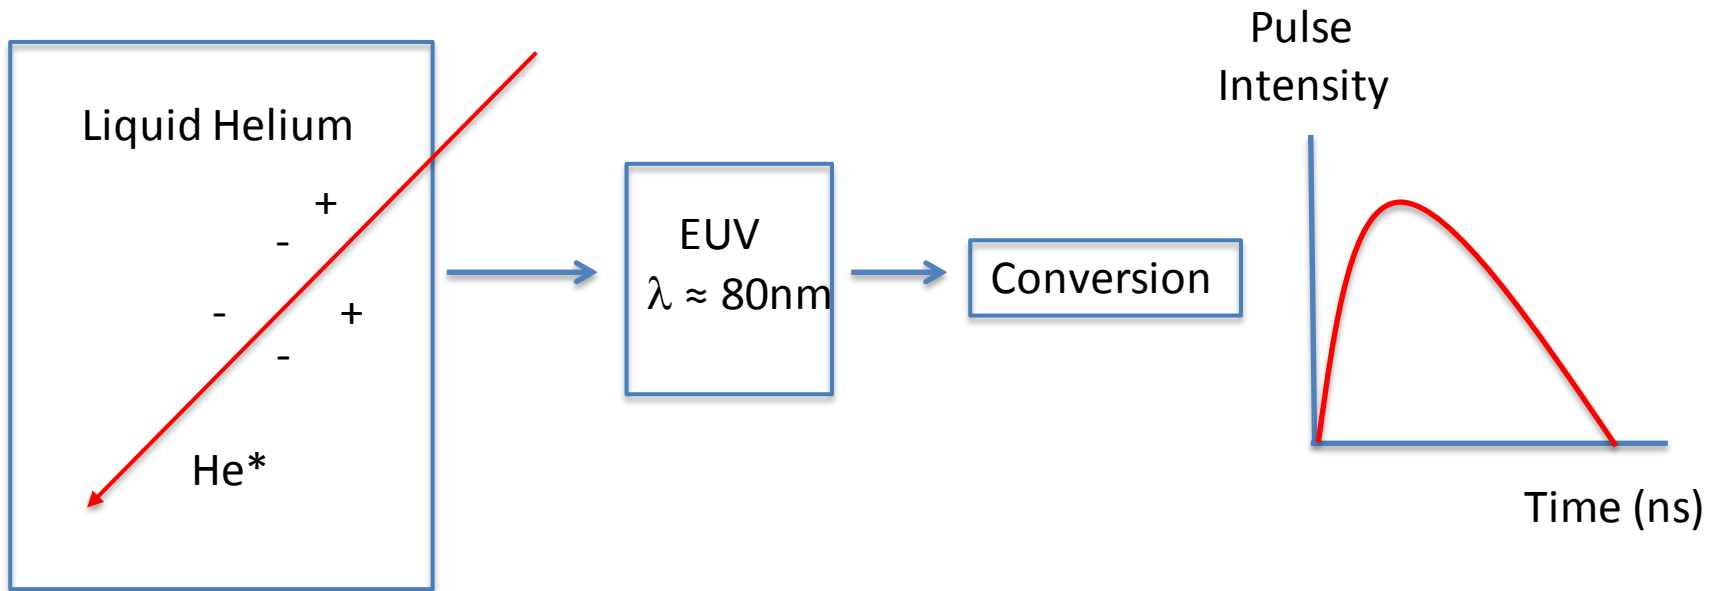 Liquid Helium
+
-
- +
-
He*
EUV
λ ≈ 80nm
Conversion
Pulse
Intensity
Time (ns)